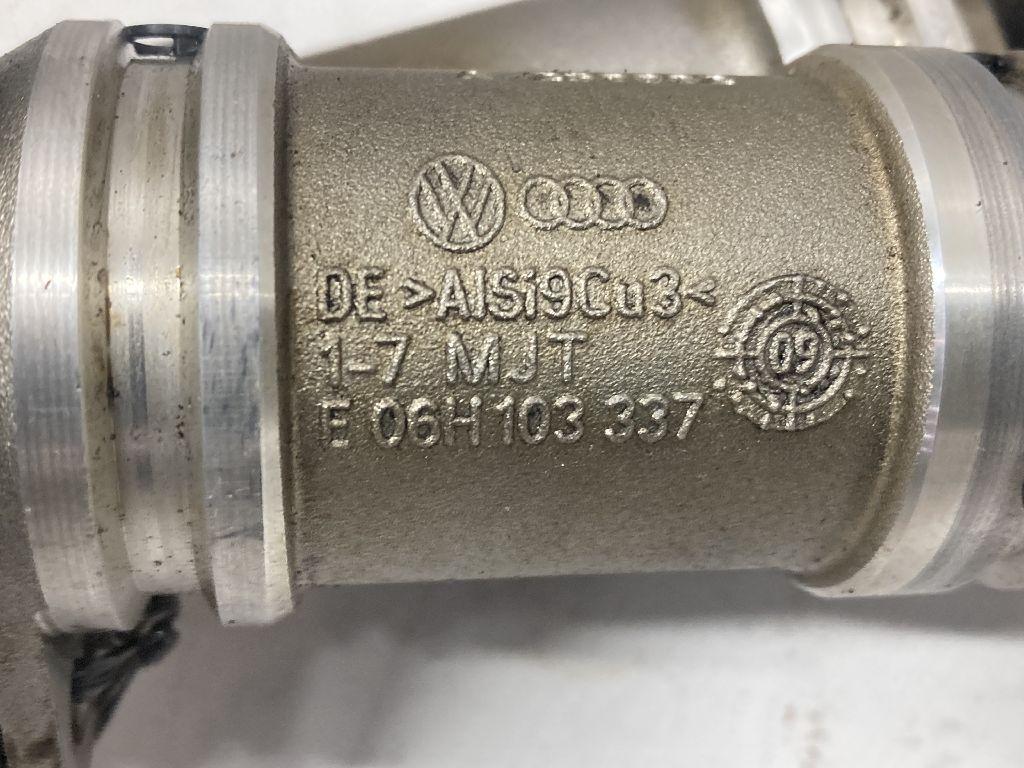 DE >AlSi9Cu3<
1-7 MJT
E 06H 103 337
09